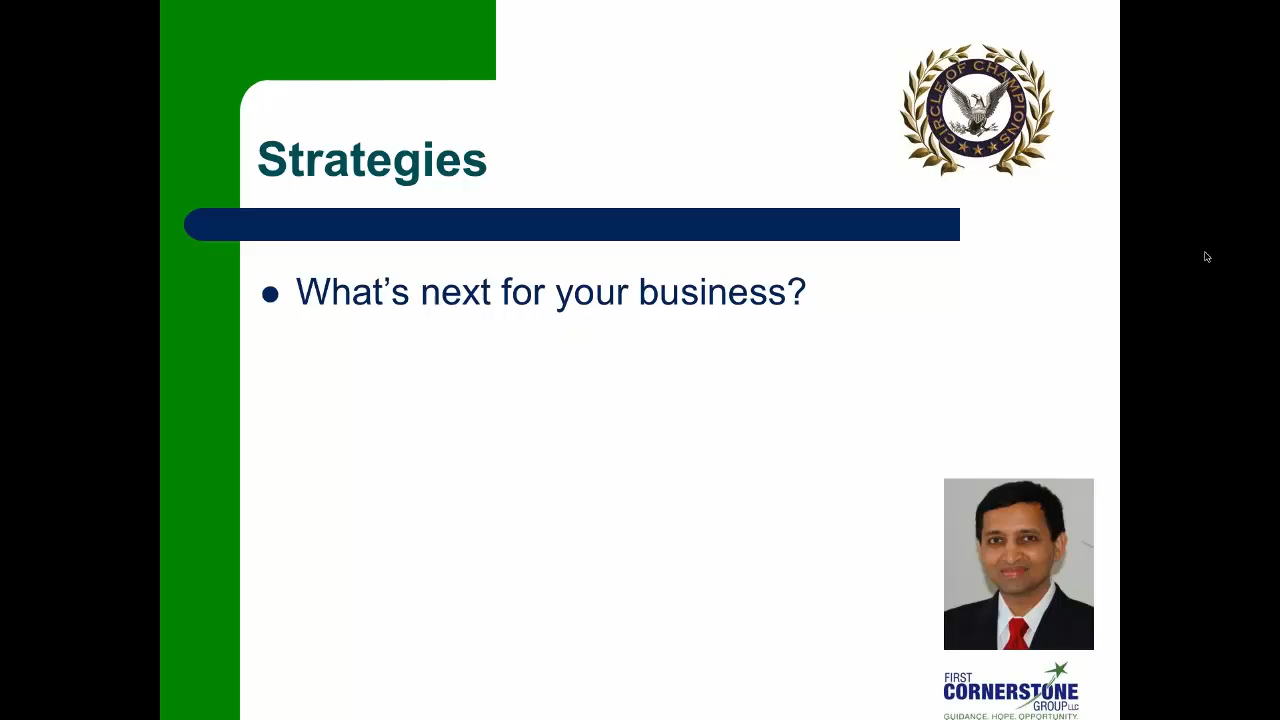 CIRCLE OF CHAMPIONS
Strategies
What’s next for your business?
FIRST
CORNERSTONE
GROUP LLC
GUIDANCE. HOPE. OPPORTUNITY.